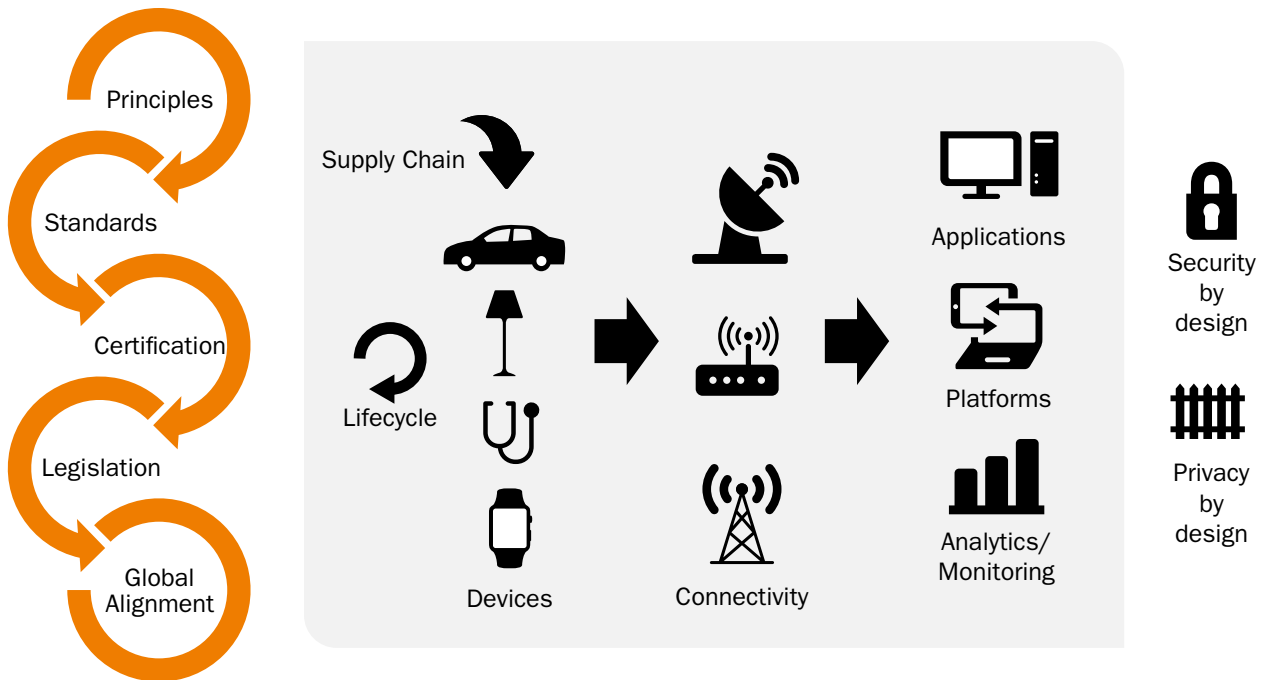 Principles
Standards
Certification
Legislation
Global
Alignment
Supply Chain
Lifecycle
Devices
Connectivity
Applications
Platforms
Analytics/
Monitoring
Security
by
design
Privacy
by
design